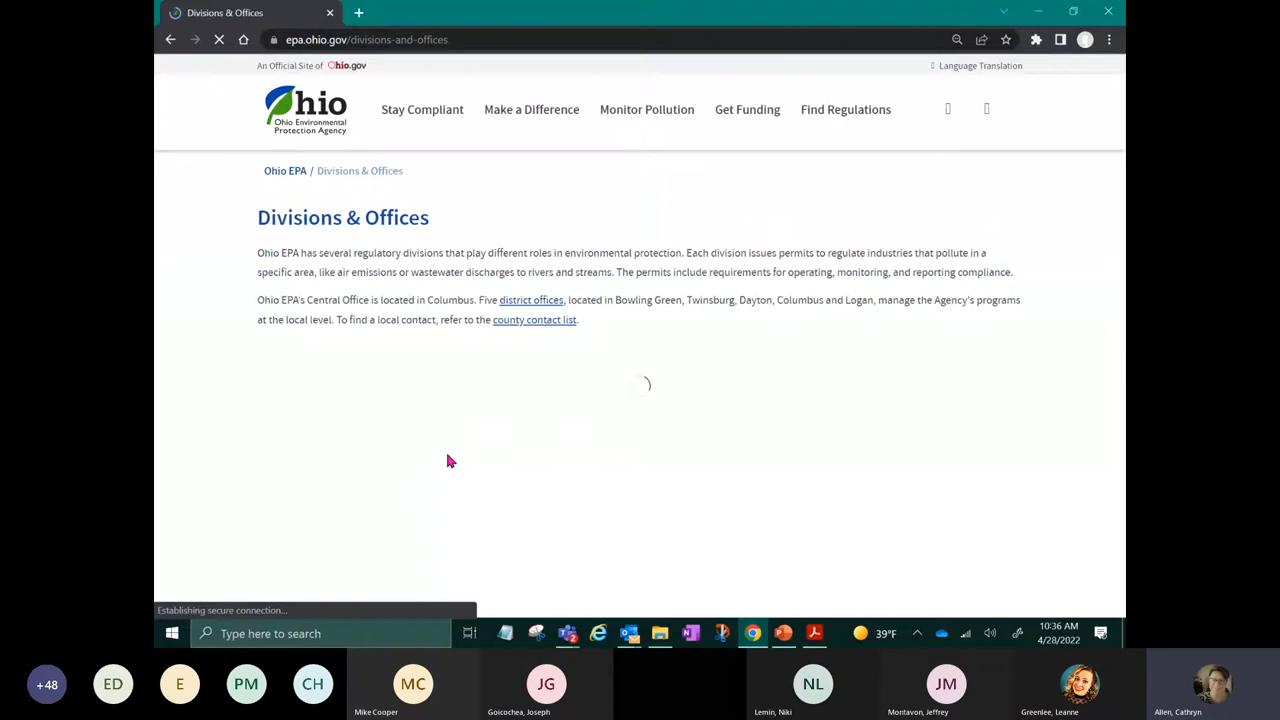 Divisions & Offices
epa.ohio.gov/divisions-and-offices
An Official Site of Ohio.gov
Language Translation
Ohio
Ohio Environmental
Protection Agency
Stay Compliant
Make a Difference
Monitor Pollution
Get Funding
Find Regulations
Ohio EPA / Divisions & Offices
Divisions & Offices
Ohio EPA has several regulatory divisions that play different roles in environmental protection. Each division issues permits to regulate industries that pollute in a
specific area, like air emissions or wastewater discharges to rivers and streams. The permits include requirements for operating, monitoring, and reporting compliance.
Ohio EPA's Central Office is located in Columbus. Five district offices, located in Bowling Green, Twinsburg, Dayton, Columbus and Logan, manage the Agency's programs
at the local level. To find a local contact, refer to the county contact list.
Establishing secure connection...
Type here to search
39°F
10:36 AM
4/28/2022
+48
ED
E
PM
CH
MC
JG
NL
JM
Mike Cooper
Goicochea, Joseph
Lemin, Niki
Montavon, Jeffrey
Greenlee, Leanne
Allen, Cathryn